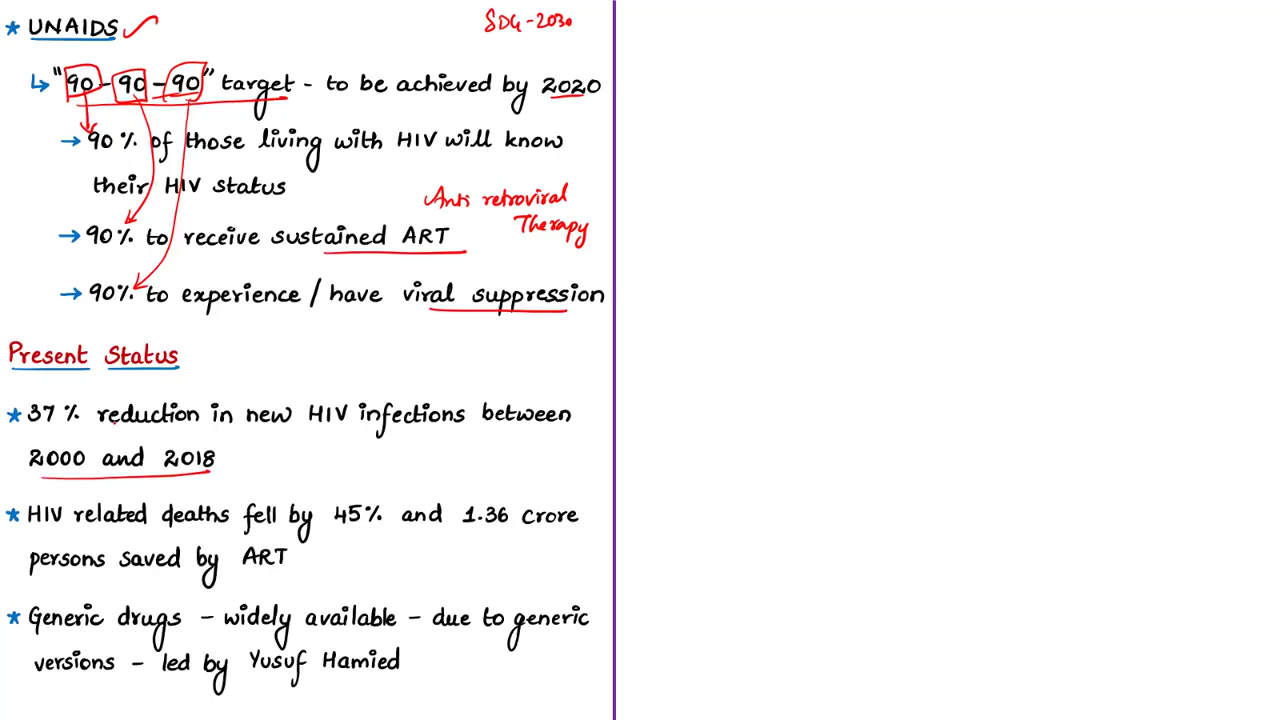 * UNAIDS
SDG-2030
↳ "90-90-90" target - to be achieved by 2020
→ 90% of those living with HIV will know
their HIV status
Anti retroviral
Therapy
→ 90% to receive sustained ART
→ 90% to experience / have viral suppression
Present Status
* 37% reduction in new HIV infections between
2000 and 2018
* HIV related deaths fell by 45% and 1.36 crore
persons saved by ART
* Generic drugs - widely available - due to generic
versions - led by Yusuf Hamied